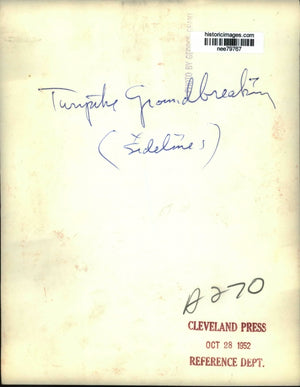 historicimages.com
nee79767
Turnpike Groundbreaking
(Sidelines)
A270
CLEVELAND PRESS
OCT 28 1952
REFERENCE DEPT.